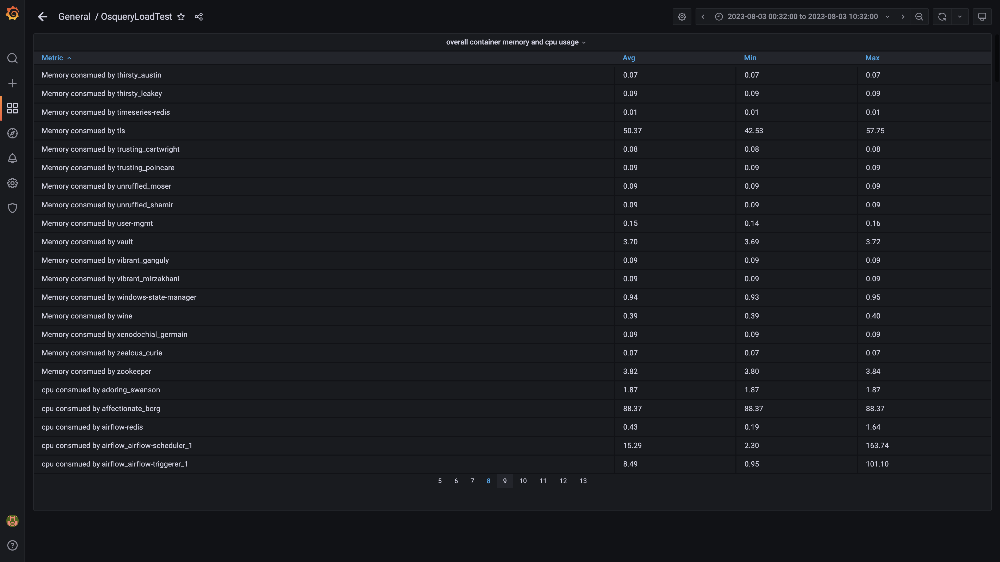 General / OsqueryLoadTest
2023-08-03 00:32:00 to 2023-08-03 10:32:00
overall container memory and cpu usage
Metric Avg Min Max
Memory consmued by thirsty_austin 0.07 0.07 0.07
Memory consmued by thirsty_leakey 0.09 0.09 0.09
Memory consmued by timeseries-redis 0.01 0.01 0.01
Memory consmued by tls 50.37 42.53 57.75
Memory consmued by trusting_cartwright 0.08 0.08 0.08
Memory consmued by trusting_poincare 0.09 0.09 0.09
Memory consmued by unruffled_moser 0.09 0.09 0.09
Memory consmued by unruffled_shamir 0.09 0.09 0.09
Memory consmued by user-mgmt 0.15 0.14 0.16
Memory consmued by vault 3.70 3.69 3.72
Memory consmued by vibrant_ganguly 0.09 0.09 0.09
Memory consmued by vibrant_mirzakhani 0.09 0.09 0.09
Memory consmued by windows-state-manager 0.94 0.93 0.95
Memory consmued by wine 0.39 0.39 0.40
Memory consmued by xenodochial_germain 0.09 0.09 0.09
Memory consmued by zealous_curie 0.07 0.07 0.07
Memory consmued by zookeeper 3.82 3.80 3.84
cpu consmued by adoring_swanson 1.87 1.87 1.87
cpu consmued by affectionate_borg 88.37 88.37 88.37
cpu consmued by airflow-redis 0.43 0.19 1.64
cpu consmued by airflow_airflow-scheduler_1 15.29 2.30 163.74
cpu consmued by airflow_airflow-triggerer_1 8.49 0.95 101.10
5 6 7 8 9 10 11 12 13